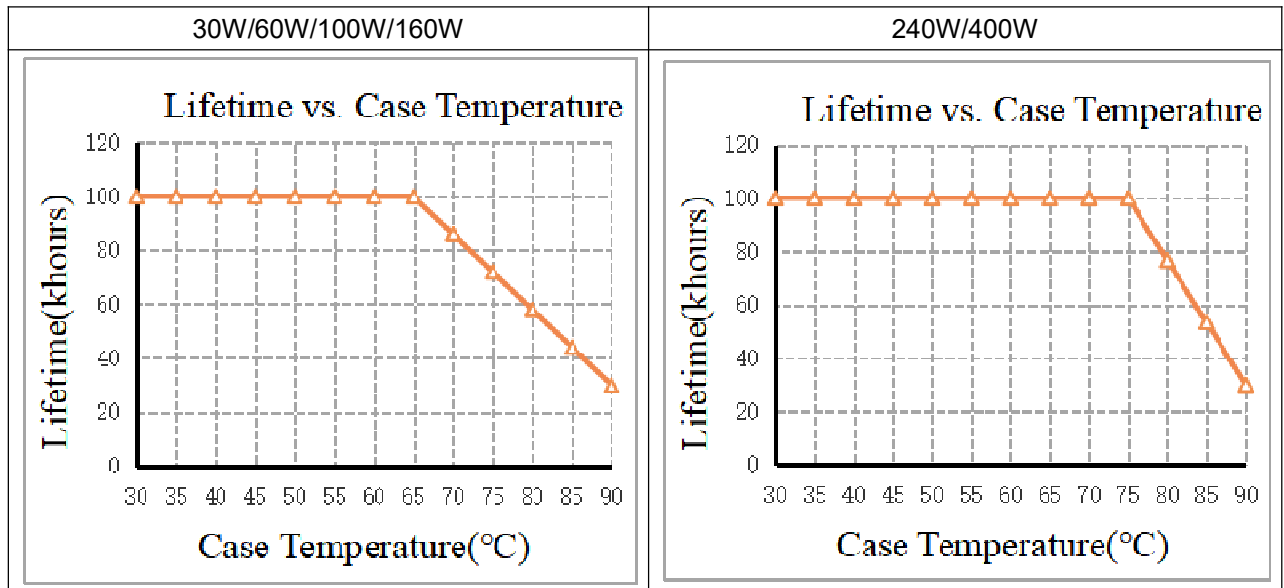 30W/60W/100W/160W
240W/400W
Lifetime vs. Case Temperature
120
100
80
60
40
20
0
Lifetime(khours)
30 35 40 45 50 55 60 65 70 75 80 85 90
Case Temperature(°C)
Lifetime vs. Case Temperature
120
100
80
60
40
20
0
Lifetime(khours)
30 35 40 45 50 55 60 65 70 75 80 85 90
Case Temperature(°C)